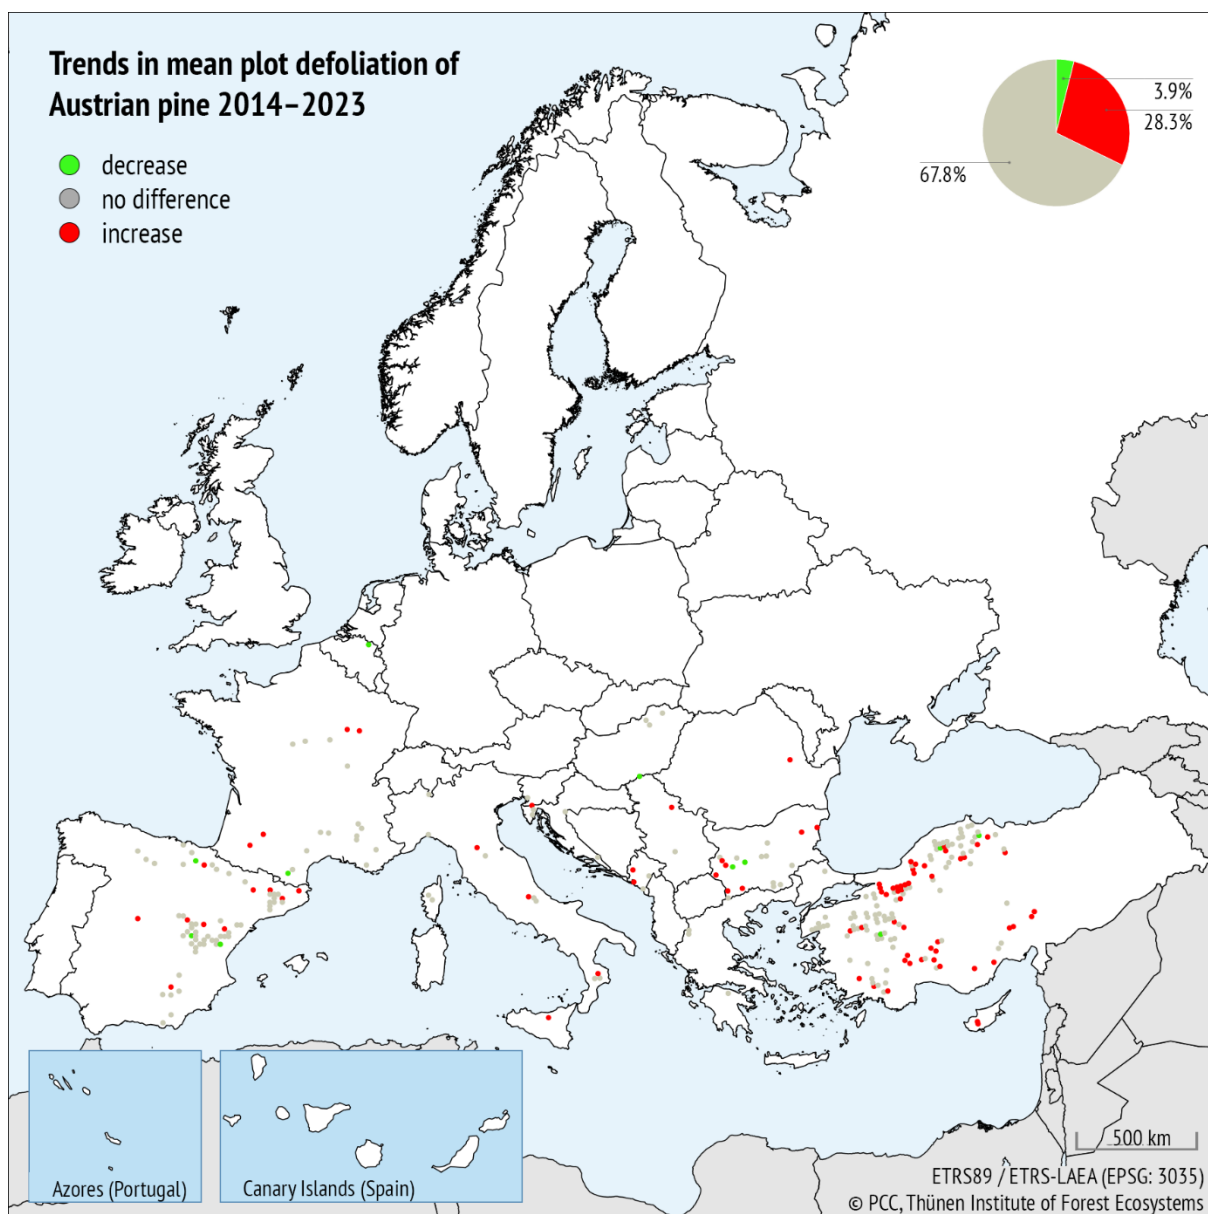 Trends in mean plot defoliation of
Austrian pine 2014–2023
decrease
no difference
increase
3.9%
28.3%
67.8%
Azores (Portugal)
Canary Islands (Spain)
500 km
ETRS89 / ETRS-LAEA (EPSG: 3035)
© PCC, Thünen Institute of Forest Ecosystems